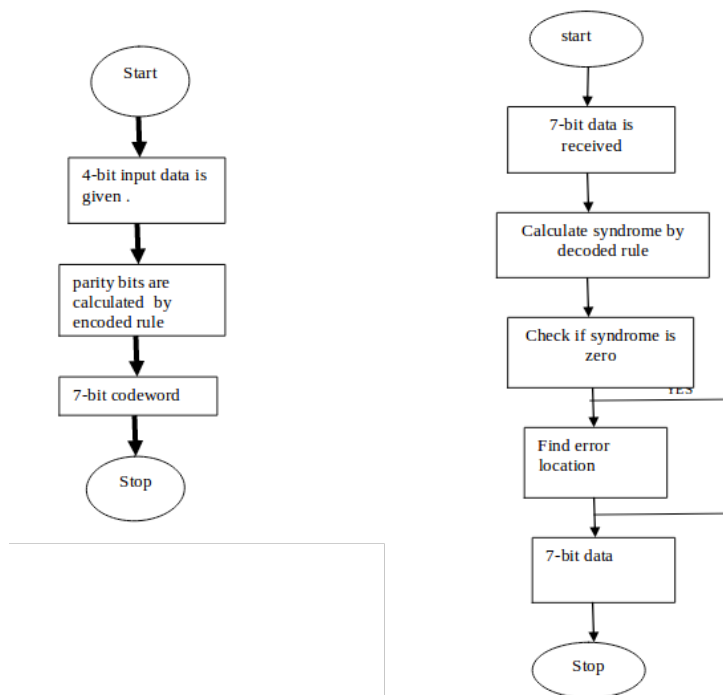 Start
4-bit input data is
given .
parity bits are
calculated by
encoded rule
7-bit codeword
Stop
start
7-bit data is
received
Calculate syndrome by
decoded rule
Check if syndrome is
zero
YES
Find error
location
7-bit data
Stop